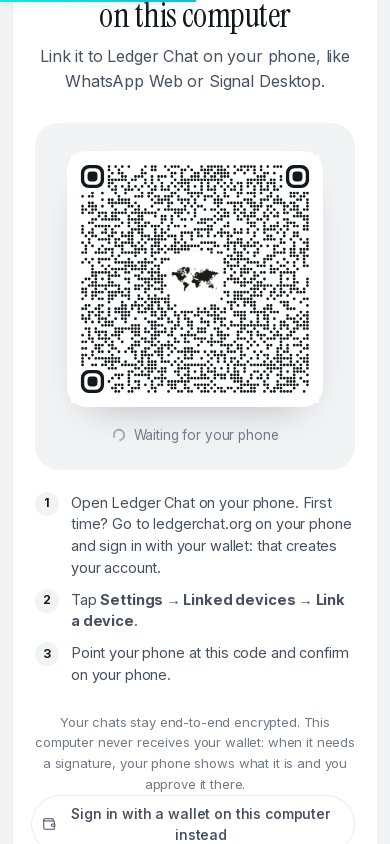 on this computer
Link it to Ledger Chat on your phone, like
WhatsApp Web or Signal Desktop.
Waiting for your phone
1 Open Ledger Chat on your phone. First
time? Go to ledgerchat.org on your phone
and sign in with your wallet: that creates
your account.
2 Tap Settings → Linked devices → Link
a device.
3 Point your phone at this code and confirm
on your phone.
Your chats stay end-to-end encrypted. This
computer never receives your wallet: when it needs
a signature, your phone shows what it is and you
approve it there.
Sign in with a wallet on this computer
instead